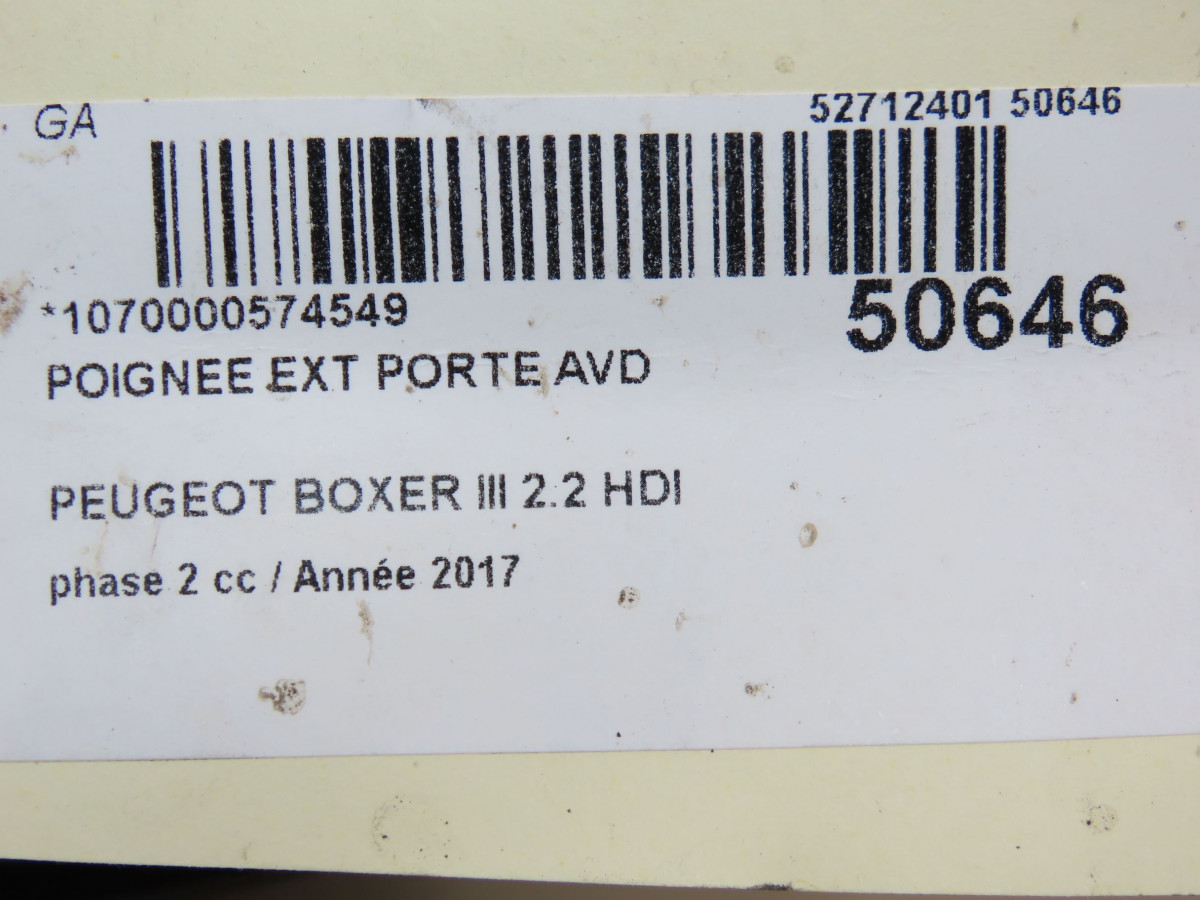 GA
52712401 50646
*1070000574549
50646
POIGNEE EXT PORTE AVD
PEUGEOT BOXER III 2.2 HDI
phase 2 cc / Année 2017